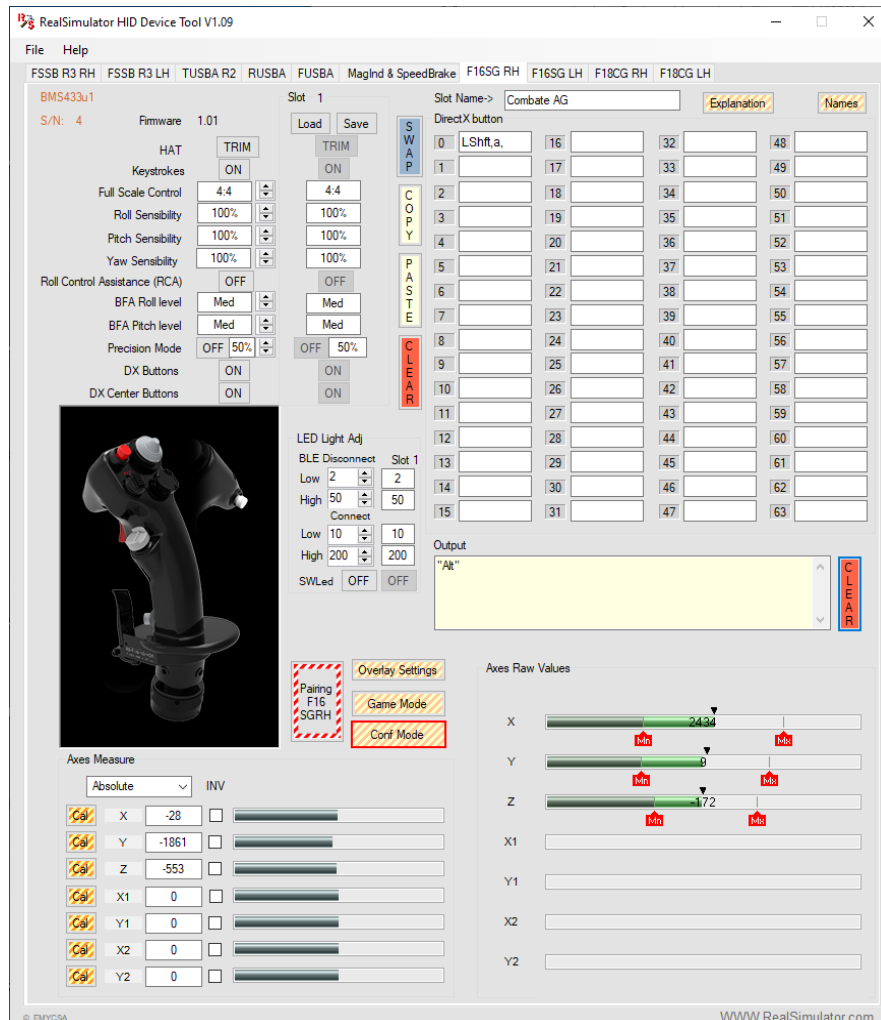 RealSimulator HID Device Tool V1.09
File Help
FSSB R3 RH FSSB R3 LH TUSBA R2 RUSBA FUSBA MagInd & SpeedBrake F16SG RH F16SG LH F18CG RH F18CG LH
BMS433u1
S/N: 4 Firmware 1.01
HAT TRIM
Keystrokes ON
Full Scale Control 4:4
Roll Sensibility 100%
Pitch Sensibility 100%
Yaw Sensibility 100%
Roll Control Assistance (RCA) OFF
BFA Roll level Med
BFA Pitch level Med
Precision Mode OFF 50%
DX Buttons ON
DX Center Buttons ON
Slot 1
Load Save
TRIM
ON
4:4
100%
100%
100%
OFF
Med
Med
OFF 50%
ON
ON
SWAP
COPY
PASTE
CLEAR
Slot Name-> Combate AG Explanation Names
DirectX button
0 LShft,a, 16 32 48
1 17 33 49
2 18 34 50
3 19 35 51
4 20 36 52
5 21 37 53
6 22 38 54
7 23 39 55
8 24 40 56
9 25 41 57
10 26 42 58
11 27 43 59
12 28 44 60
13 29 45 61
14 30 46 62
15 31 47 63
LED Light Adj
BLE Disconnect Slot 1
Low 2 2
High 50 50
Connect
Low 10 10
High 200 200
SWLed OFF OFF
Output
"Alt"
CLEAR
Pairing
F16
SGRH
Overlay Settings
Game Mode
Conf Mode
Axes Measure
Absolute INV
Cal X -28
Cal Y -1861
Cal Z -553
Cal X1 0
Cal Y1 0
Cal X2 0
Cal Y2 0
Axes Raw Values
X 2434
Mn Mx
Y 9
Mn Mx
Z -172
Mn Mx
X1
Y1
X2
Y2
© EMYCSA WWW.RealSimulator.com